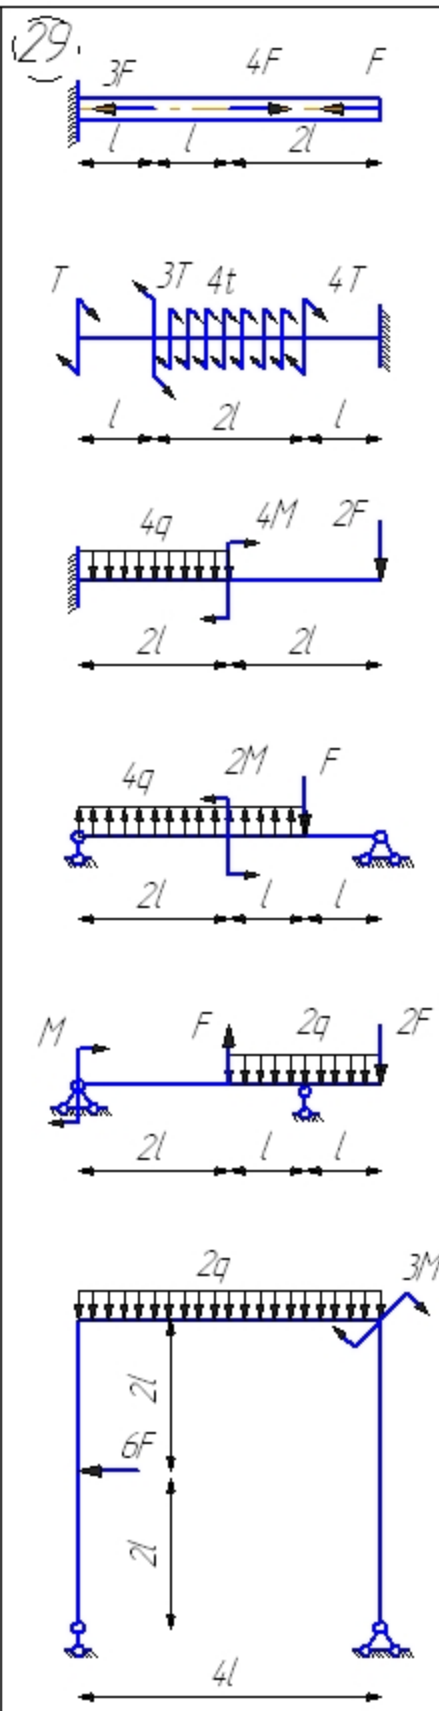 29
3F 4F F
l l 2l
T 3T 4t 4T
l 2l l
4q 4M 2F
2l 2l
4q 2M F
2l l l
M F 2q 2F
2l l l
2q 3M
2l
6F
2l
4l